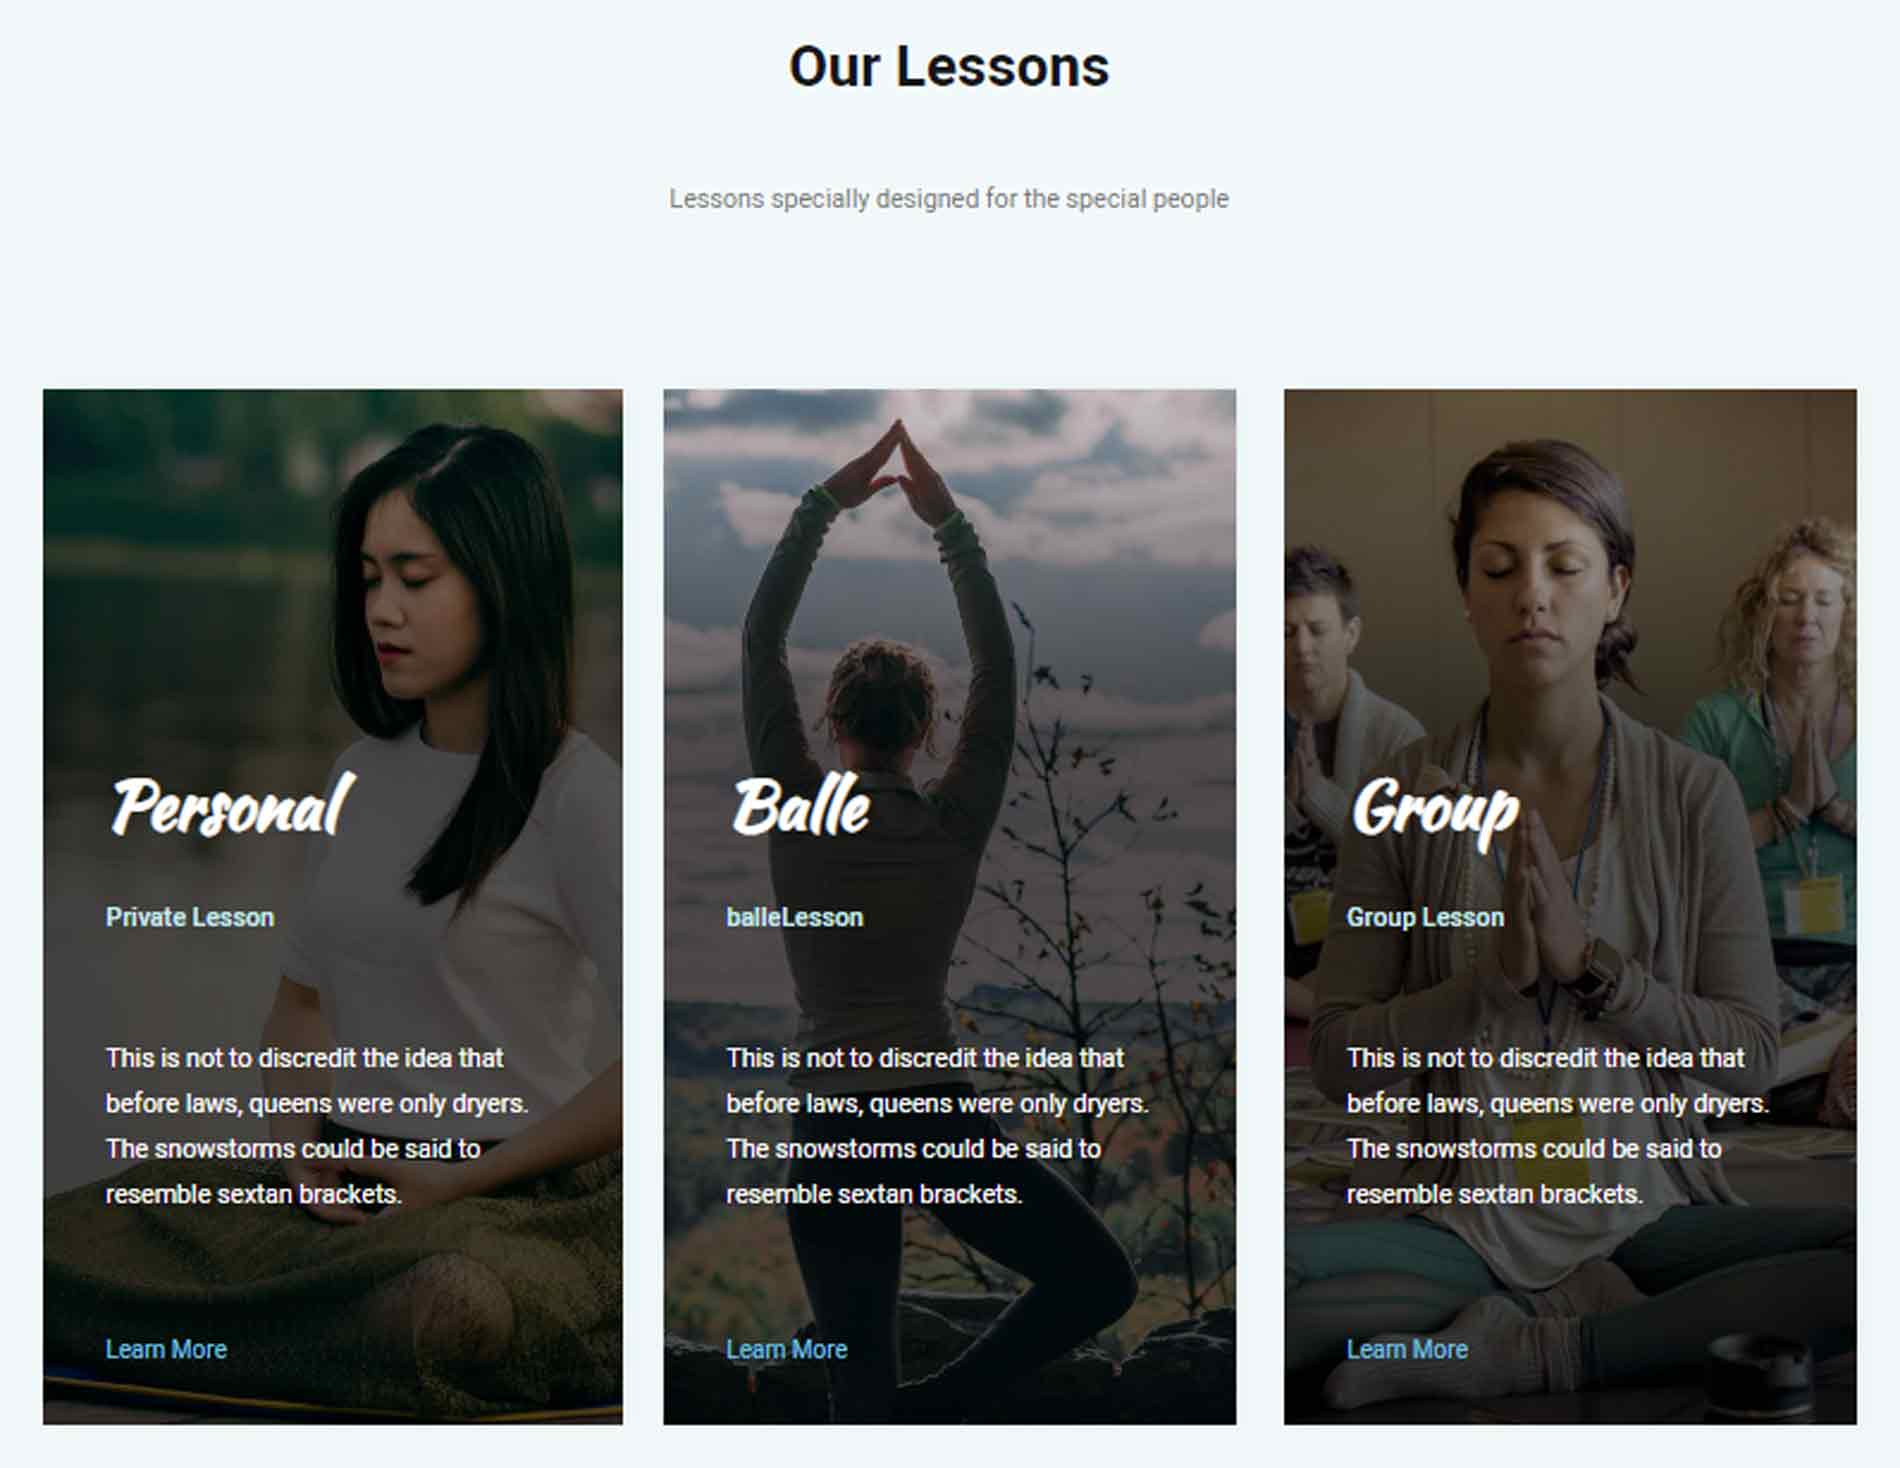 Our Lessons
Lessons specially designed for the special people
Personal
Private Lesson
This is not to discredit the idea that
before laws, queens were only dryers.
The snowstorms could be said to
resemble sextan brackets.
Learn More
Balle
balleLesson
This is not to discredit the idea that
before laws, queens were only dryers.
The snowstorms could be said to
resemble sextan brackets.
Learn More
Group
Group Lesson
This is not to discredit the idea that
before laws, queens were only dryers.
The snowstorms could be said to
resemble sextan brackets.
Learn More